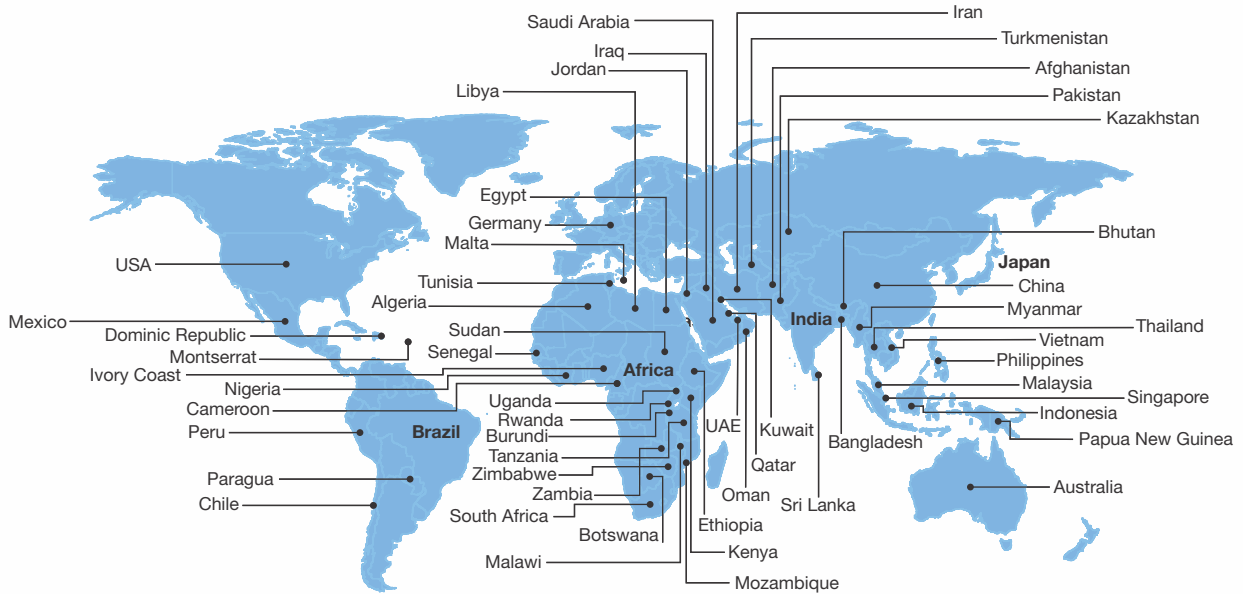 Saudi Arabia
Iran
Iraq
Turkmenistan
Jordan
Afghanistan
Libya
Pakistan
Kazakhstan
Egypt
Germany
Bhutan
Malta
USA
Japan
Tunisia
China
Algeria
Myanmar
Mexico
India
Dominic Republic
Sudan
Thailand
Vietnam
Montserrat
Senegal
Philippines
Ivory Coast
Africa
Nigeria
Malaysia
Uganda
Singapore
Cameroon
Indonesia
Rwanda
UAE
Kuwait
Peru
Brazil
Burundi
Bangladesh
Papua New Guinea
Tanzania
Qatar
Zimbabwe
Paragua
Zambia
Oman
Australia
Chile
Sri Lanka
South Africa
Ethiopia
Botswana
Kenya
Malawi
Mozambique